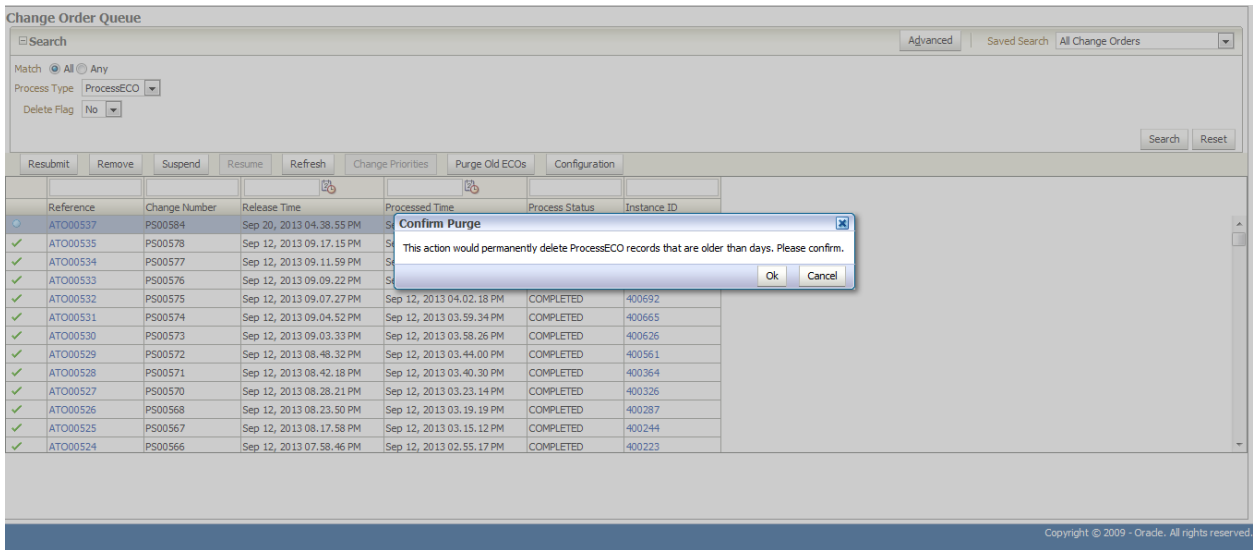 Change Order Queue
Search
Advanced
Saved Search All Change Orders
Match All Any
Process Type ProcessECO
Delete Flag No
Search Reset
Resubmit Remove Suspend Resume Refresh Change Priorities Purge Old ECOs Configuration
Reference Change Number Release Time Processed Time Process Status Instance ID
ATO00537 PS00584 Sep 20, 2013 04.38.55 PM
ATO00535 PS00578 Sep 12, 2013 09.17.15 PM
ATO00534 PS00577 Sep 12, 2013 09.11.59 PM
ATO00533 PS00576 Sep 12, 2013 09.09.22 PM
Confirm Purge
This action would permanently delete ProcessECO records that are older than days. Please confirm.
Ok Cancel
ATO00532 PS00575 Sep 12, 2013 09.07.27 PM Sep 12, 2013 04.02.18 PM COMPLETED 400692
ATO00531 PS00574 Sep 12, 2013 09.04.52 PM Sep 12, 2013 03.59.34 PM COMPLETED 400665
ATO00530 PS00573 Sep 12, 2013 09.03.33 PM Sep 12, 2013 03.58.26 PM COMPLETED 400626
ATO00529 PS00572 Sep 12, 2013 08.48.32 PM Sep 12, 2013 03.44.00 PM COMPLETED 400561
ATO00528 PS00571 Sep 12, 2013 08.42.18 PM Sep 12, 2013 03.40.30 PM COMPLETED 400364
ATO00527 PS00570 Sep 12, 2013 08.28.21 PM Sep 12, 2013 03.23.14 PM COMPLETED 400326
ATO00526 PS00568 Sep 12, 2013 08.23.50 PM Sep 12, 2013 03.19.19 PM COMPLETED 400287
ATO00525 PS00567 Sep 12, 2013 08.17.58 PM Sep 12, 2013 03.15.12 PM COMPLETED 400244
ATO00524 PS00566 Sep 12, 2013 07.58.46 PM Sep 12, 2013 02.55.17 PM COMPLETED 400223
Copyright © 2009 - Oracle. All rights reserved.